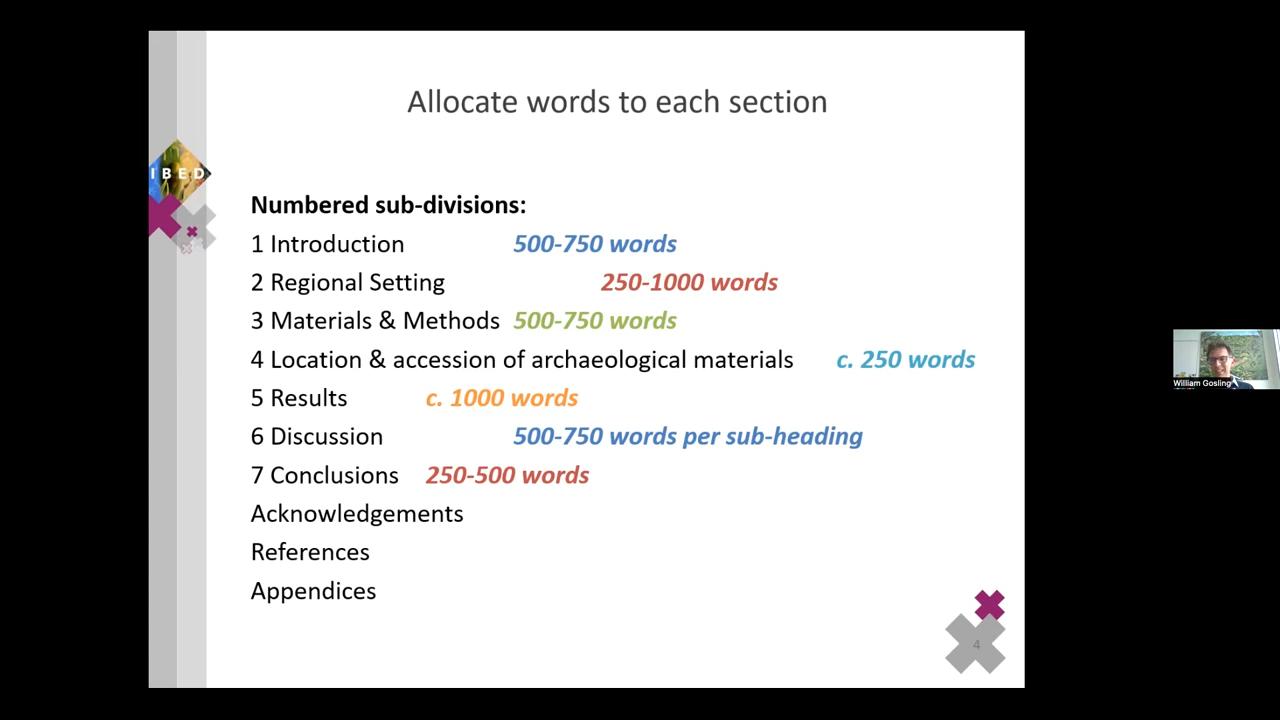 Allocate words to each section
IBED
Numbered sub-divisions:
1 Introduction 500-750 words
2 Regional Setting 250-1000 words
3 Materials & Methods 500-750 words
4 Location & accession of archaeological materials c. 250 words
5 Results c. 1000 words
6 Discussion 500-750 words per sub-heading
7 Conclusions 250-500 words
Acknowledgements
References
Appendices
4
William Gosling